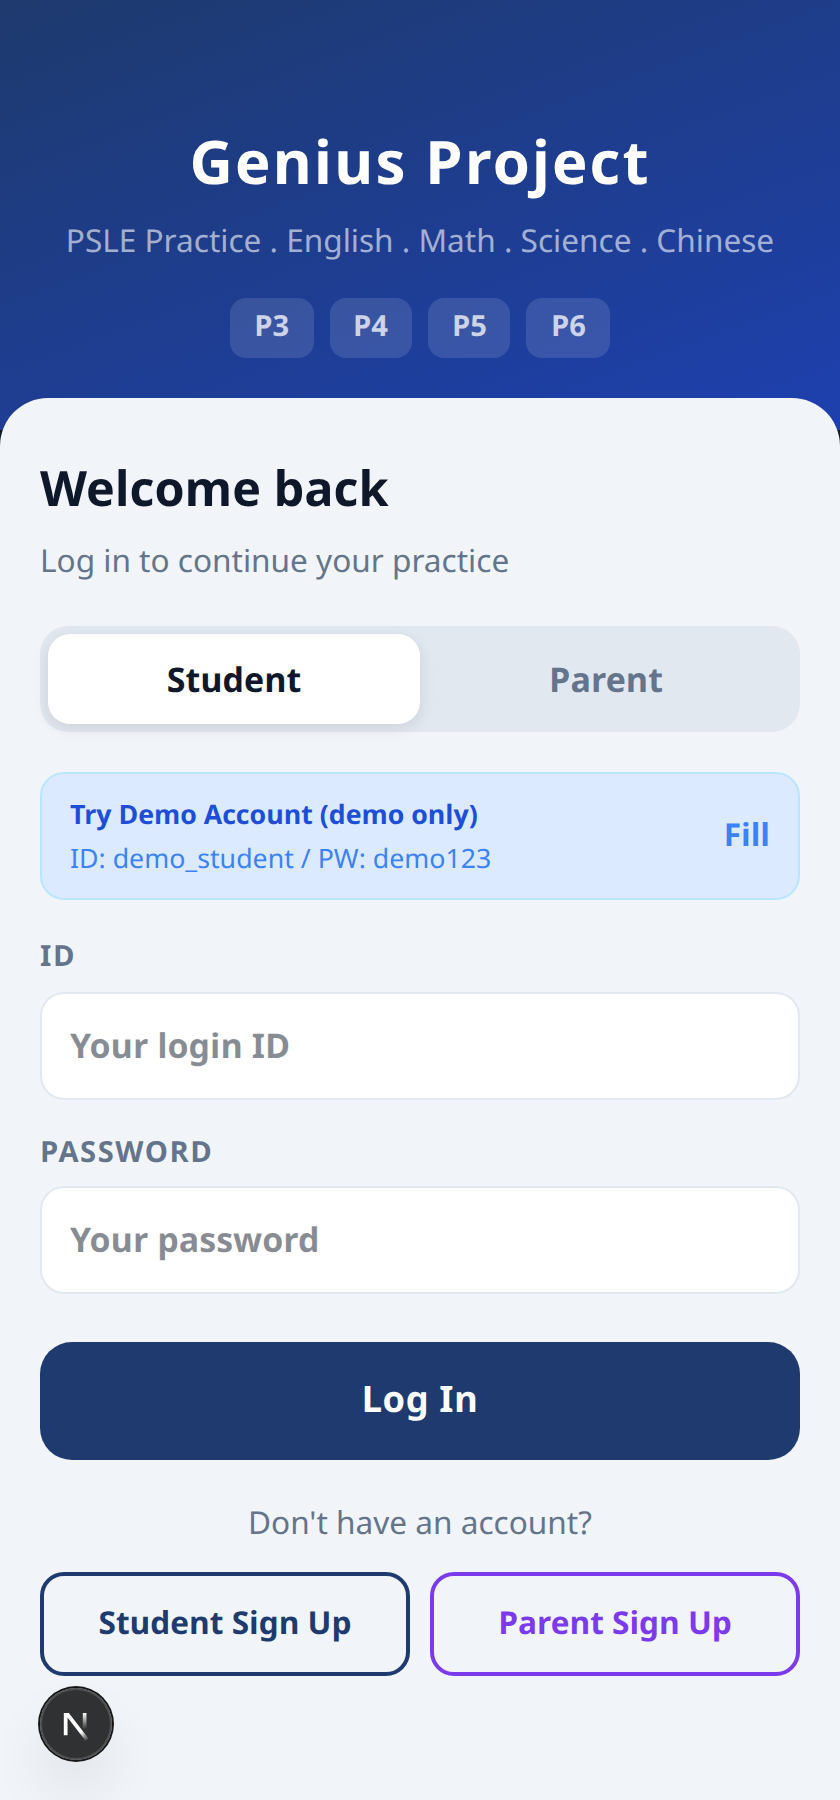 Genius Project
PSLE Practice . English . Math . Science . Chinese
P3 P4 P5 P6
Welcome back
Log in to continue your practice
Student Parent
Try Demo Account (demo only)
ID: demo_student / PW: demo123
Fill
ID
Your login ID
PASSWORD
Your password
Log In
Don't have an account?
Student Sign Up Parent Sign Up
N